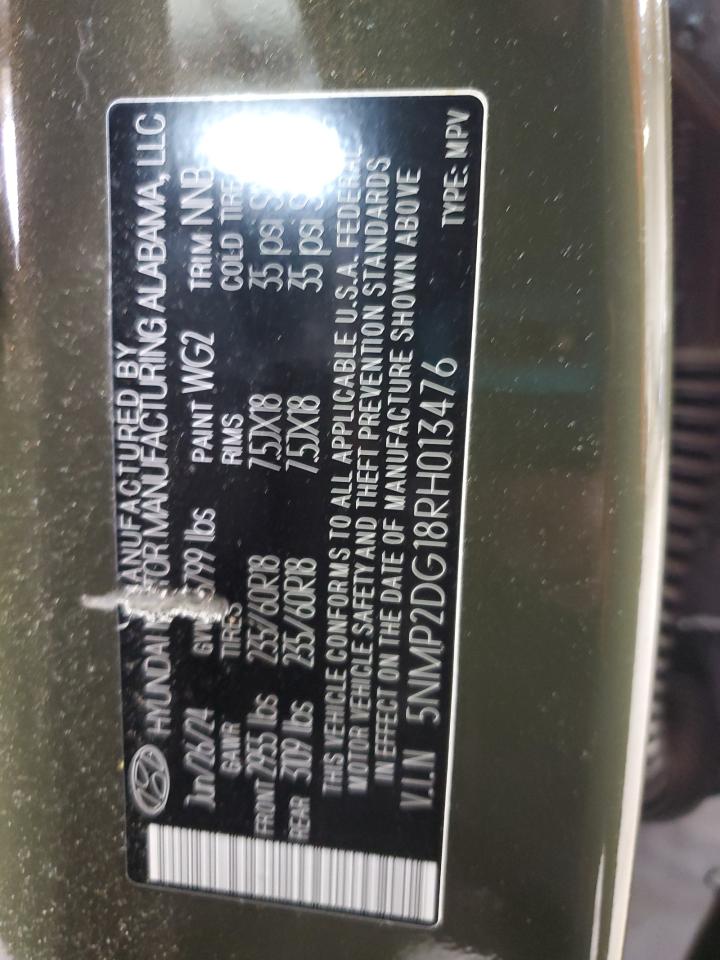 MANUFACTURED BY
HYUNDAI MOTOR MANUFACTURING ALABAMA, LLC
Jun/26/24 PAINT WG2 TRIM NNB
GAWR TIRES RIMS COLD TIRE
FRONT 2955 lbs 235/60R18 7.5JX18 35 psi
REAR 3109 lbs 235/60R18 7.5JX18 35 psi
THIS VEHICLE CONFORMS TO ALL APPLICABLE U.S.A. FEDERAL
MOTOR VEHICLE SAFETY AND THEFT PREVENTION STANDARDS
IN EFFECT ON THE DATE OF MANUFACTURE SHOWN ABOVE
V.I.N 5NMP2DG18RH013476 TYPE: MPV